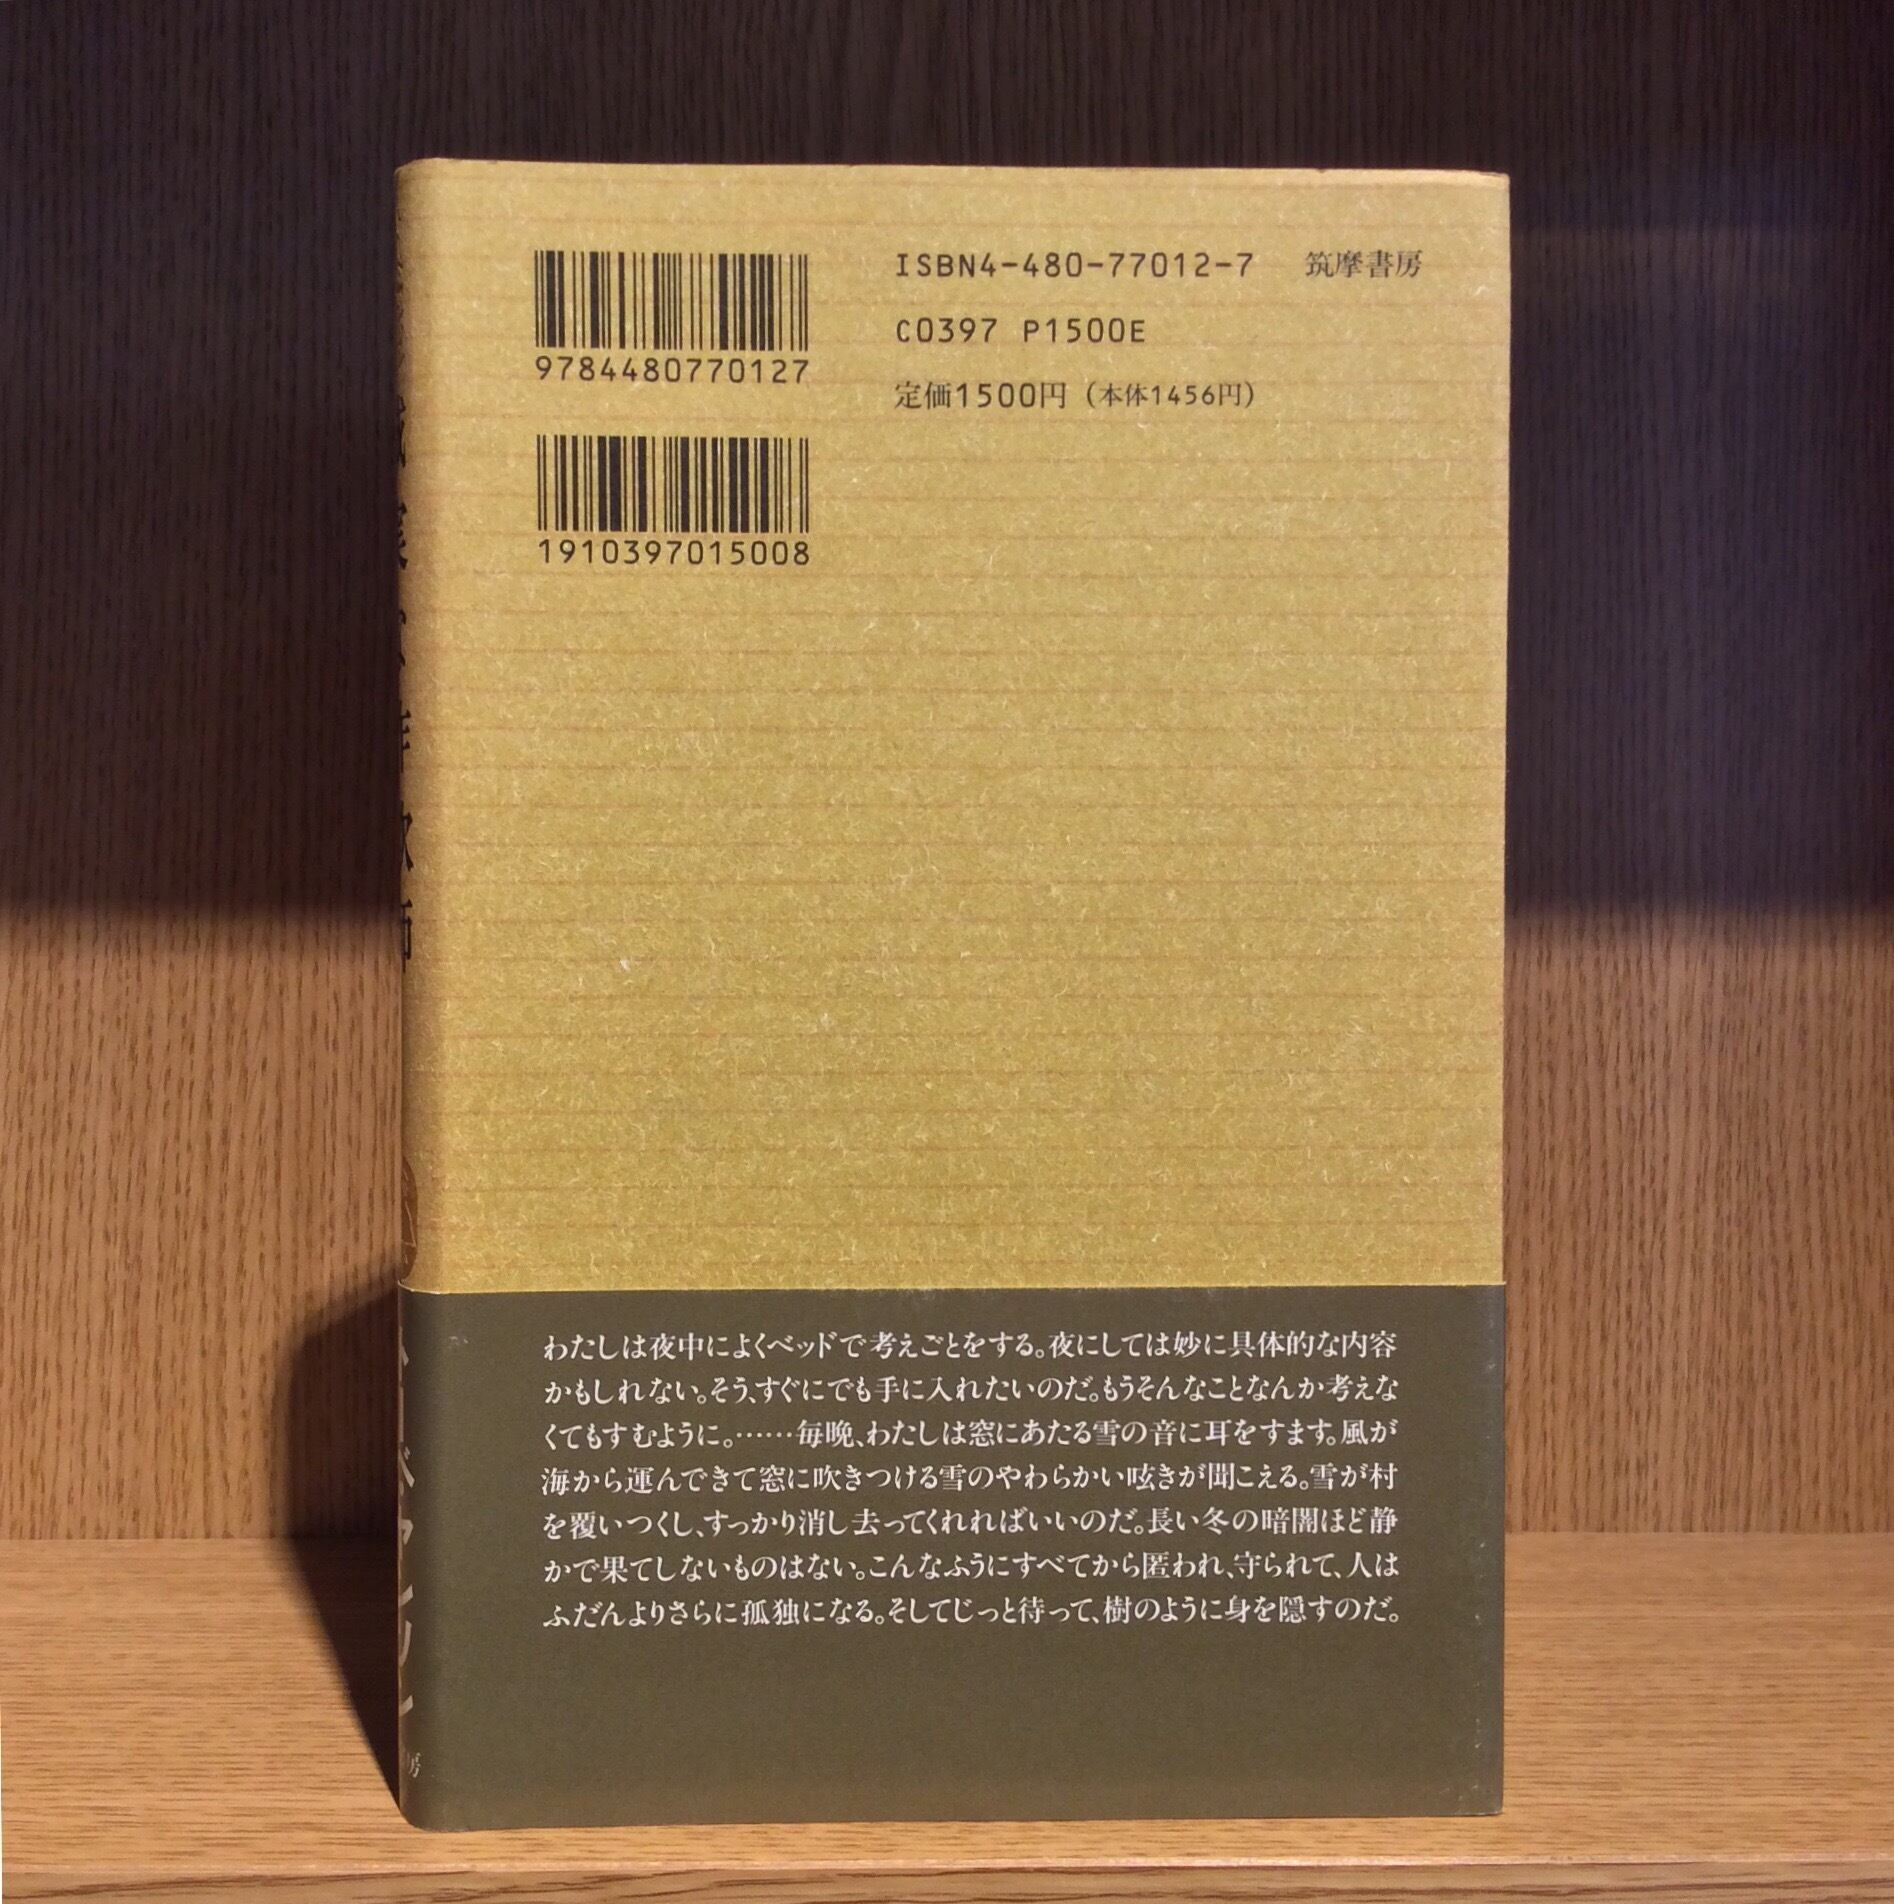 ISBN4-480-77012-7 筑摩書房
C0397 P1500E
定価1500円（本体1456円）
9784480770127
1910397015008
わたしは夜中によくベッドで考えごとをする。夜にしては妙に具体的な内容
かもしれない。そう、すぐにでも手に入れたいのだ。もうそんなことなんか考えな
くてもすむように。……毎晩、わたしは窓にあたる雪の音に耳をすます。風が
海から運んできて窓に吹きつける雪のやわらかい呟きが聞こえる。雪が村
を覆いつくし、すっかり消し去ってくれればいいのだ。長い冬の暗闇ほど静
かで果てしないものはない。こんなふうにすべてから匿われ、守られて、人は
ふだんよりさらに孤独になる。そしてじっと待って、樹のように身を隠すのだ。